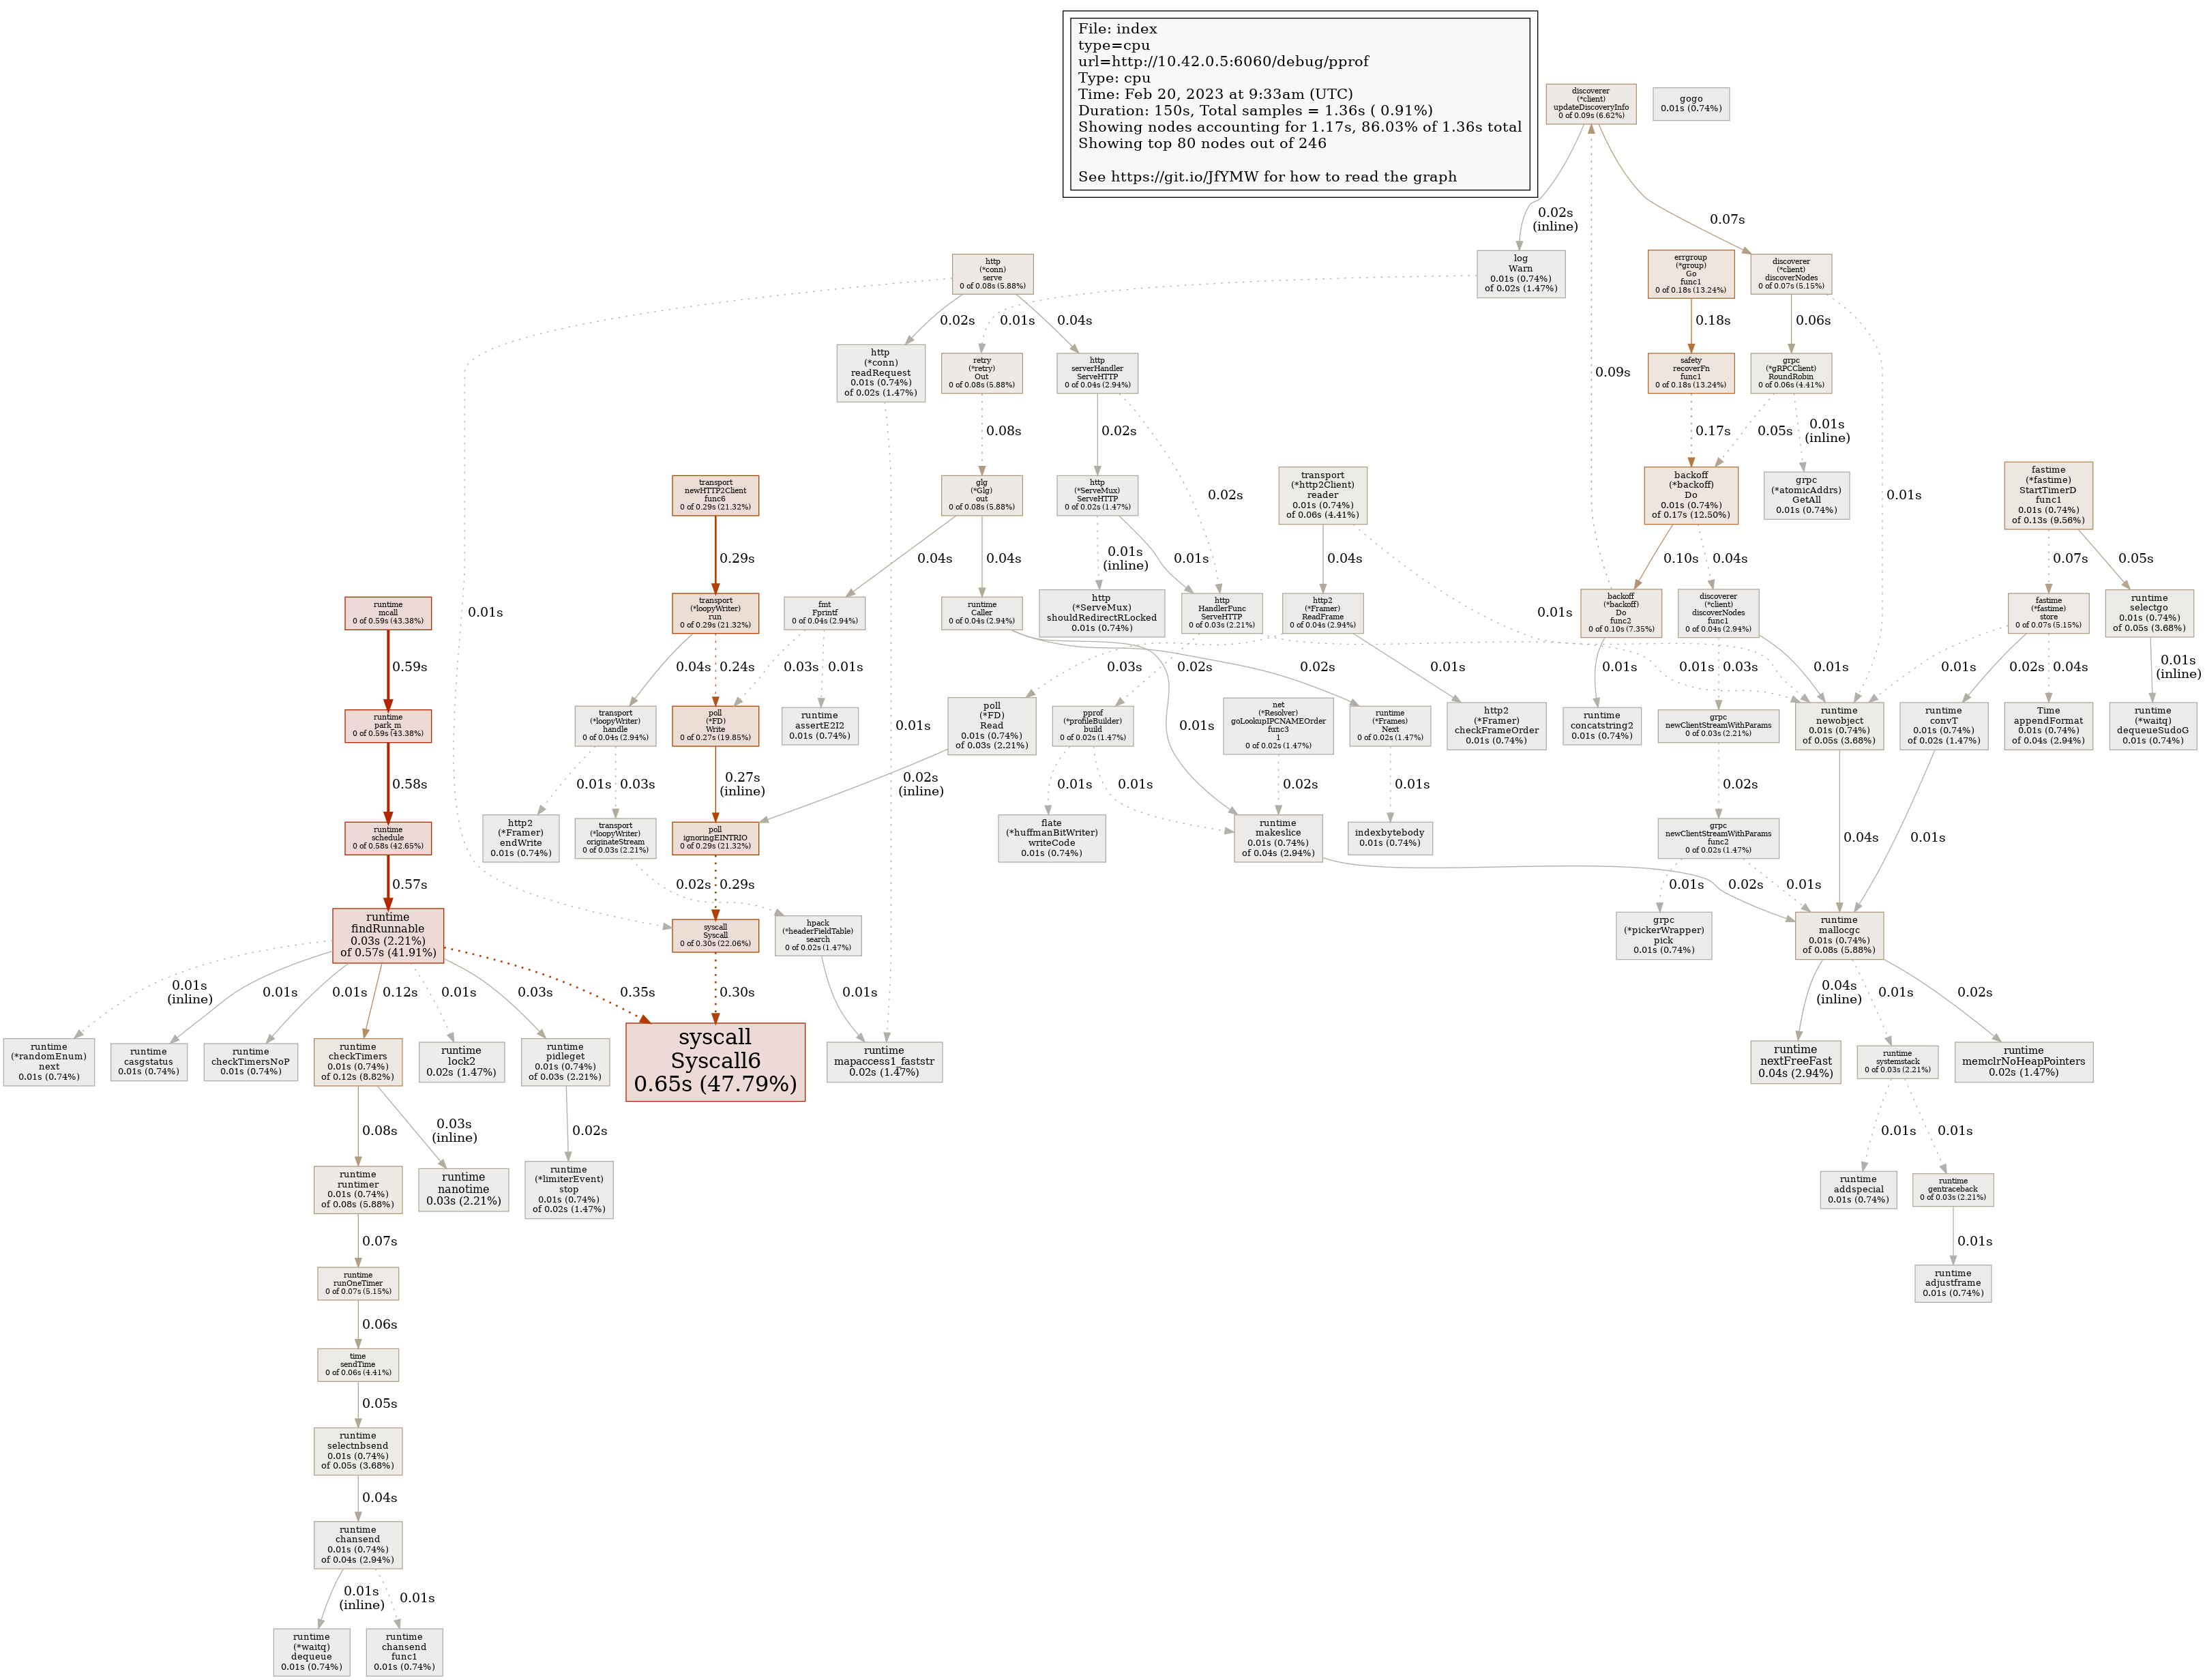 File: index
type=cpu
url=http://10.42.0.5:6060/debug/pprof
Type: cpu
Time: Feb 20, 2023 at 9:33am (UTC)
Duration: 150s, Total samples = 1.36s ( 0.91%)
Showing nodes accounting for 1.17s, 86.03% of 1.36s total
Showing top 80 nodes out of 246
See https://git.io/JfYMW for how to read the graph
discoverer
(*client)
updateDiscoveryInfo
0 of 0.09s (6.62%)
gogo
0.01s (0.74%)
0.02s
(inline)
0.07s
http
(*conn)
serve
0 of 0.08s (5.88%)
log
Warn
0.01s (0.74%)
of 0.02s (1.47%)
errgroup
(*group)
Go
func1
0 of 0.18s (13.24%)
discoverer
(*client)
discoverNodes
0 of 0.07s (5.15%)
0.02s
0.01s
0.04s
0.18s
0.06s
http
(*conn)
readRequest
0.01s (0.74%)
of 0.02s (1.47%)
retry
(*retry)
Out
0 of 0.08s (5.88%)
http
serverHandler
ServeHTTP
0 of 0.04s (2.94%)
0.09s
safety
recoverFn
func1
0 of 0.18s (13.24%)
grpc
(*gRPCClient)
RoundRobin
0 of 0.06s (4.41%)
0.08s
0.02s
0.17s
0.05s
0.01s
(inline)
transport
newHTTP2Client
func6
0 of 0.29s (21.32%)
glg
(*Glg)
out
0 of 0.08s (5.88%)
http
(*ServeMux)
ServeHTTP
0 of 0.02s (1.47%)
0.02s
transport
(*http2Client)
reader
0.01s (0.74%)
of 0.06s (4.41%)
backoff
(*backoff)
Do
0.01s (0.74%)
of 0.17s (12.50%)
grpc
(*atomicAddrs)
GetAll
0.01s (0.74%)
0.01s
fastime
(*fastime)
StartTimerD
func1
0.01s (0.74%)
of 0.13s (9.56%)
0.29s
0.04s
0.04s
0.01s
(inline)
0.01s
0.04s
0.10s
0.04s
0.07s
0.05s
runtime
mcall
0 of 0.59s (43.38%)
0.01s
transport
(*loopyWriter)
run
0 of 0.29s (21.32%)
fmt
Fprintf
0 of 0.04s (2.94%)
runtime
Caller
0 of 0.04s (2.94%)
http
(*ServeMux)
shouldRedirectRLocked
0.01s (0.74%)
http
HandlerFunc
ServeHTTP
0 of 0.03s (2.21%)
http2
(*Framer)
ReadFrame
0 of 0.04s (2.94%)
0.01s
backoff
(*backoff)
Do
func2
0 of 0.10s (7.35%)
discoverer
(*client)
discoverNodes
func1
0 of 0.04s (2.94%)
fastime
(*fastime)
store
0 of 0.07s (5.15%)
runtime
selectgo
0.01s (0.74%)
of 0.05s (3.68%)
0.59s
0.04s
0.24s
0.03s
0.01s
0.03s
0.02s
0.02s
0.01s
0.01s
0.01s
0.03s
0.01s
0.01s
0.02s
0.04s
0.01s
(inline)
runtime
park m
0 of 0.59s (43.38%)
transport
(*loopyWriter)
handle
0 of 0.04s (2.94%)
poll
(*FD)
Write
0 of 0.27s (19.85%)
runtime
assertE2I2
0.01s (0.74%)
0.01s
poll
(*FD)
Read
0.01s (0.74%)
of 0.03s (2.21%)
pprof
(*profileBuilder)
build
0 of 0.02s (1.47%)
0.01s
net
(*Resolver)
goLookupIPCNAMEOrder
func3
1
0 of 0.02s (1.47%)
runtime
(*Frames)
Next
0 of 0.02s (1.47%)
http2
(*Framer)
checkFrameOrder
0.01s (0.74%)
runtime
concatstring2
0.01s (0.74%)
grpc
newClientStreamWithParams
0 of 0.03s (2.21%)
runtime
newobject
0.01s (0.74%)
of 0.05s (3.68%)
runtime
convT
0.01s (0.74%)
of 0.02s (1.47%)
Time
appendFormat
0.01s (0.74%)
of 0.04s (2.94%)
runtime
(*waitq)
dequeueSudoG
0.01s (0.74%)
0.58s
0.01s
0.03s
0.27s
(inline)
0.02s
(inline)
0.01s
0.01s
0.02s
0.01s
0.02s
runtime
schedule
0 of 0.58s (42.65%)
http2
(*Framer)
endWrite
0.01s (0.74%)
transport
(*loopyWriter)
originateStream
0 of 0.03s (2.21%)
poll
ignoringEINTRIO
0 of 0.29s (21.32%)
flate
(*huffmanBitWriter)
writeCode
0.01s (0.74%)
runtime
makeslice
0.01s (0.74%)
of 0.04s (2.94%)
indexbytebody
0.01s (0.74%)
grpc
newClientStreamWithParams
func2
0 of 0.02s (1.47%)
0.04s
0.01s
0.57s
0.02s
0.29s
0.02s
0.01s
0.01s
runtime
findRunnable
0.03s (2.21%)
of 0.57s (41.91%)
syscall
Syscall
0 of 0.30s (22.06%)
hpack
(*headerFieldTable)
search
0 of 0.02s (1.47%)
grpc
(*pickerWrapper)
pick
0.01s (0.74%)
runtime
mallocgc
0.01s (0.74%)
of 0.08s (5.88%)
0.01s
(inline)
0.01s
0.01s
0.12s
0.01s
0.03s
0.35s
0.30s
0.01s
0.04s
(inline)
0.01s
0.02s
runtime
(*randomEnum)
next
0.01s (0.74%)
runtime
casgstatus
0.01s (0.74%)
runtime
checkTimersNoP
0.01s (0.74%)
runtime
checkTimers
0.01s (0.74%)
of 0.12s (8.82%)
runtime
lock2
0.02s (1.47%)
runtime
pidleget
0.01s (0.74%)
of 0.03s (2.21%)
syscall
Syscall6
0.65s (47.79%)
runtime
mapaccess1_faststr
0.02s (1.47%)
runtime
nextFreeFast
0.04s (2.94%)
runtime
systemstack
0 of 0.03s (2.21%)
runtime
memclrNoHeapPointers
0.02s (1.47%)
0.08s
0.03s
(inline)
0.02s
0.01s
0.01s
runtime
runtimer
0.01s (0.74%)
of 0.08s (5.88%)
runtime
nanotime
0.03s (2.21%)
runtime
(*limiterEvent)
stop
0.01s (0.74%)
of 0.02s (1.47%)
runtime
addspecial
0.01s (0.74%)
runtime
gentraceback
0 of 0.03s (2.21%)
0.07s
0.01s
runtime
runOneTimer
0 of 0.07s (5.15%)
runtime
adjustframe
0.01s (0.74%)
0.06s
time
sendTime
0 of 0.06s (4.41%)
0.05s
runtime
selectnbsend
0.01s (0.74%)
of 0.05s (3.68%)
0.04s
runtime
chansend
0.01s (0.74%)
of 0.04s (2.94%)
0.01s
(inline)
0.01s
runtime
(*waitq)
dequeue
0.01s (0.74%)
runtime
chansend
func1
0.01s (0.74%)